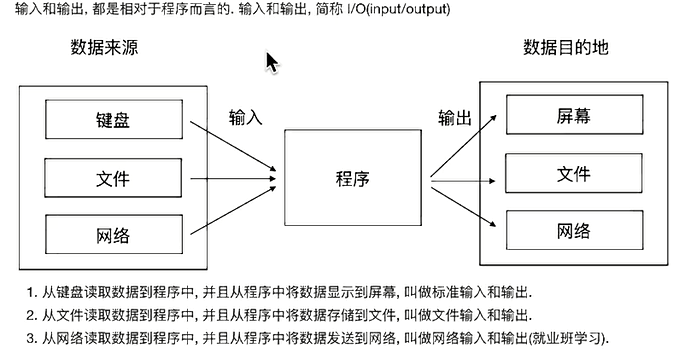 输入和输出, 都是相对于程序而言的. 输入和输出, 简称 I/O(input/output)
数据来源
数据目的地
键盘
文件
网络
输入
程序
输出
屏幕
文件
网络
1. 从键盘读取数据到程序中, 并且从程序中将数据显示到屏幕, 叫做标准输入和输出.
2. 从文件读取数据到程序中, 并且从程序中将数据存储到文件, 叫做文件输入和输出.
3. 从网络读取数据到程序中, 并且从程序中将数据发送到网络, 叫做网络输入和输出(就业班学习).